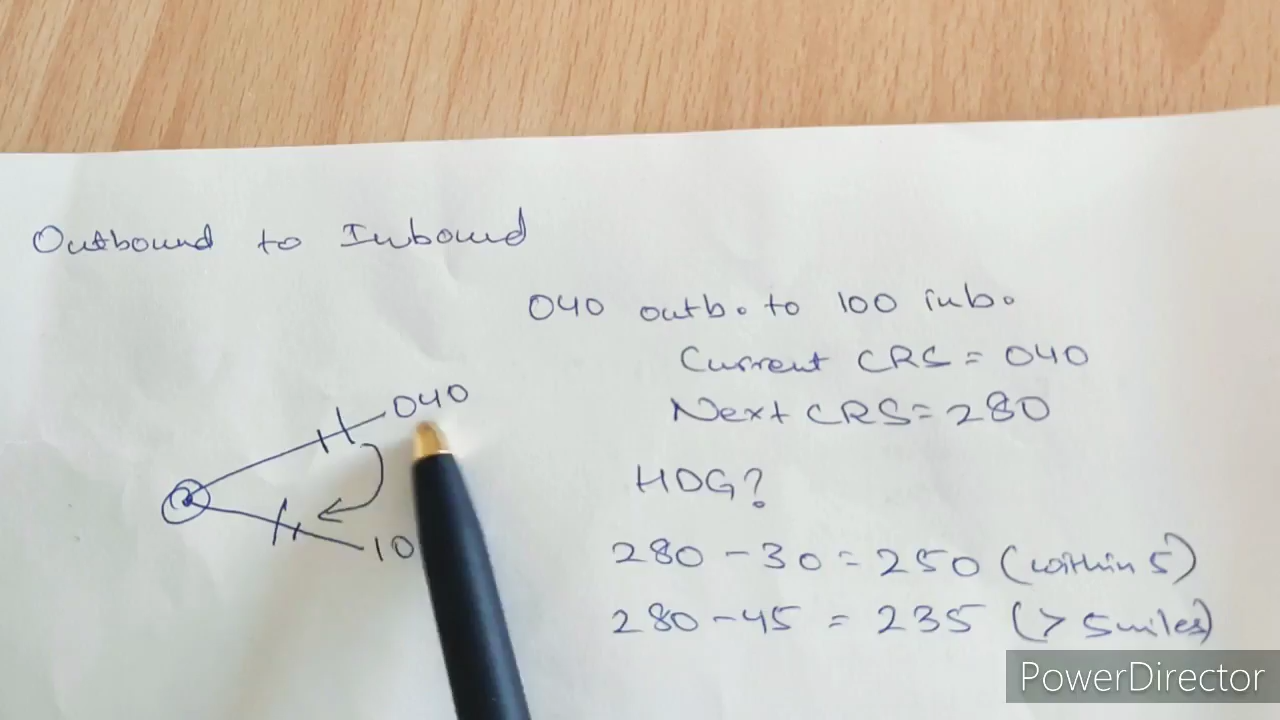 Outbound to Inbound
040 outb. to 100 inb.
Current CRS = 040
Next CRS = 280
040
HDG?
10
280 - 30 = 250 (within 5)
280 - 45 = 235 (> 5 miles)
PowerDirector